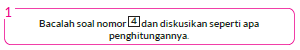 1
Bacalah soal nomor 4 dan diskusikan seperti apa
penghitungannya.